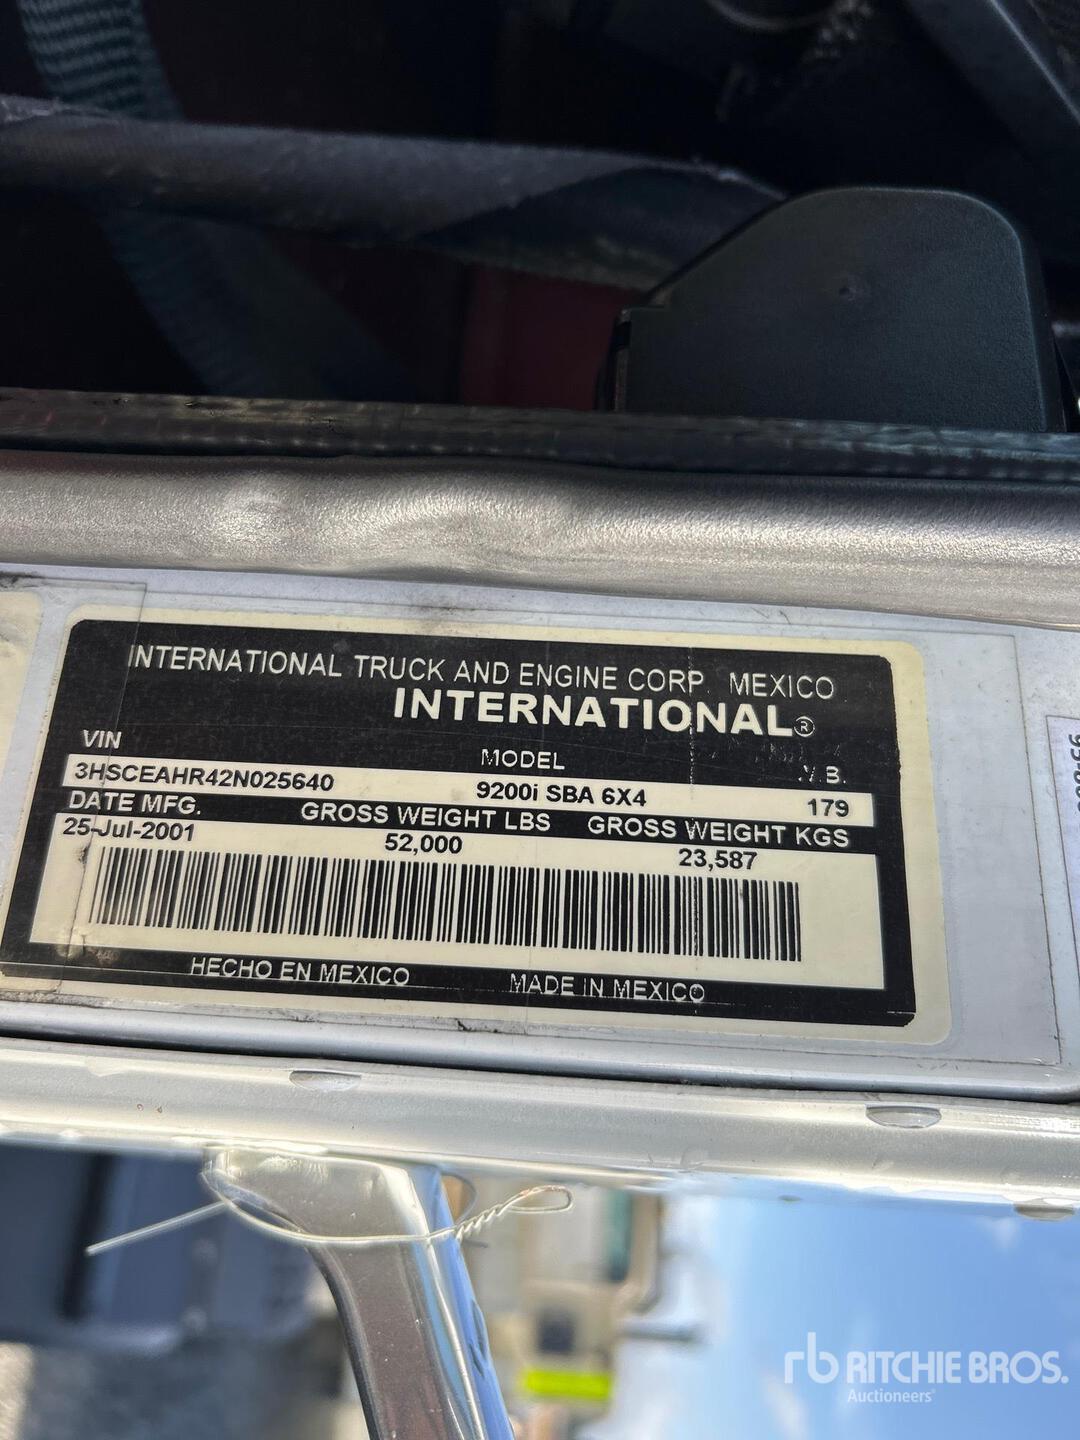 INTERNATIONAL TRUCK AND ENGINE CORP. MEXICO
INTERNATIONAL®
VIN MODEL V.B.
3HSCEAHR42N025640 9200i SBA 6X4 179
DATE MFG. GROSS WEIGHT LBS GROSS WEIGHT KGS
25-Jul-2001 52,000 23,587
HECHO EN MEXICO MADE IN MEXICO
rb RITCHIE BROS.
Auctioneers